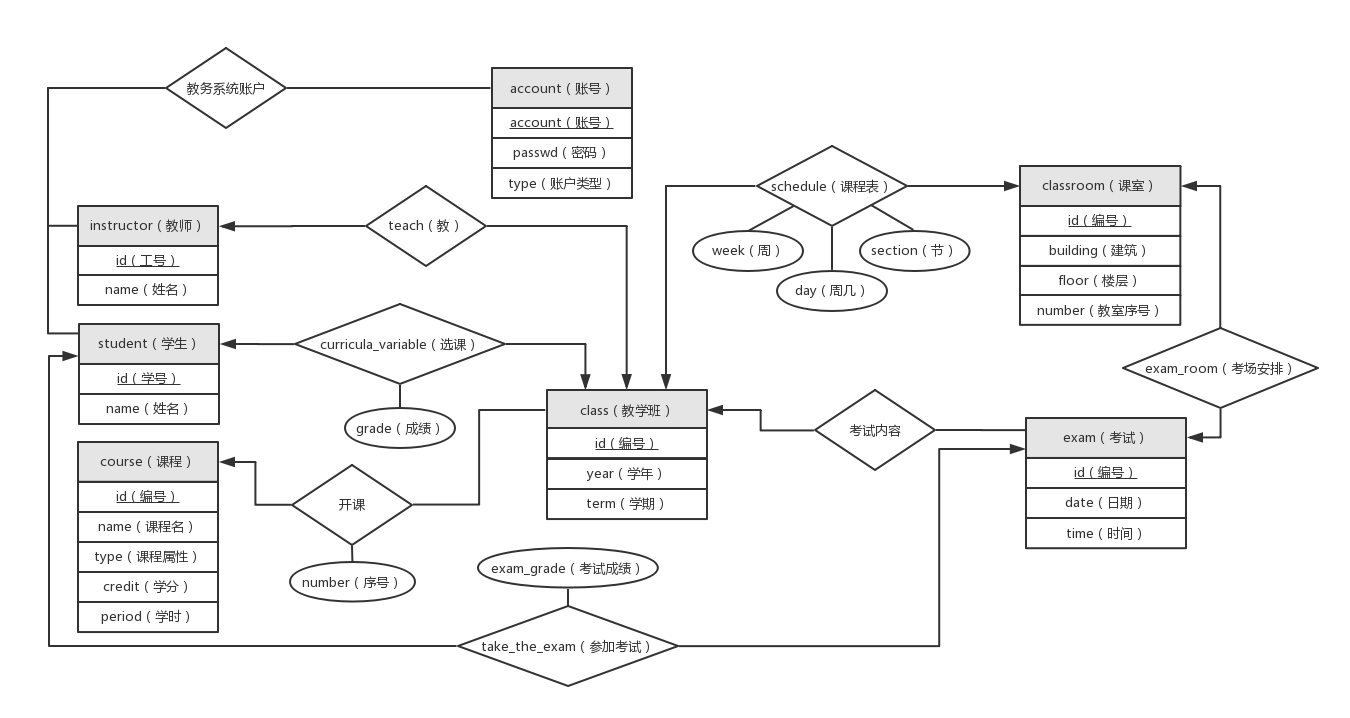 教务系统账户
account（账号）
account（账号）
passwd（密码）
type（账户类型）
instructor（教师）
id（工号）
name（姓名）
teach（教）
schedule（课程表）
week（周）
day（周几）
section（节）
classroom（课室）
id（编号）
building（建筑）
floor（楼层）
number（教室序号）
student（学生）
id（学号）
name（姓名）
curricula_variable（选课）
grade（成绩）
exam_room（考场安排）
class（教学班）
id（编号）
year（学年）
term（学期）
考试内容
exam（考试）
id（编号）
date（日期）
time（时间）
course（课程）
id（编号）
name（课程名）
type（课程属性）
credit（学分）
period（学时）
开课
number（序号）
exam_grade（考试成绩）
take_the_exam（参加考试）